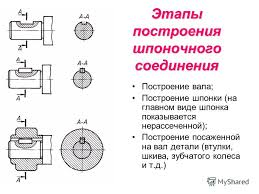 Этапы
построения
шпоночного
соединения
А
А-А
А
А
А-А
А
А
А-А
А
• Построение вала;
• Построение шпонки (на
главном виде шпонка
показывается
нерассеченной);
• Построение посаженной
на вал детали (втулки,
шкива, зубчатого колеса
и т.д.)
MyShared